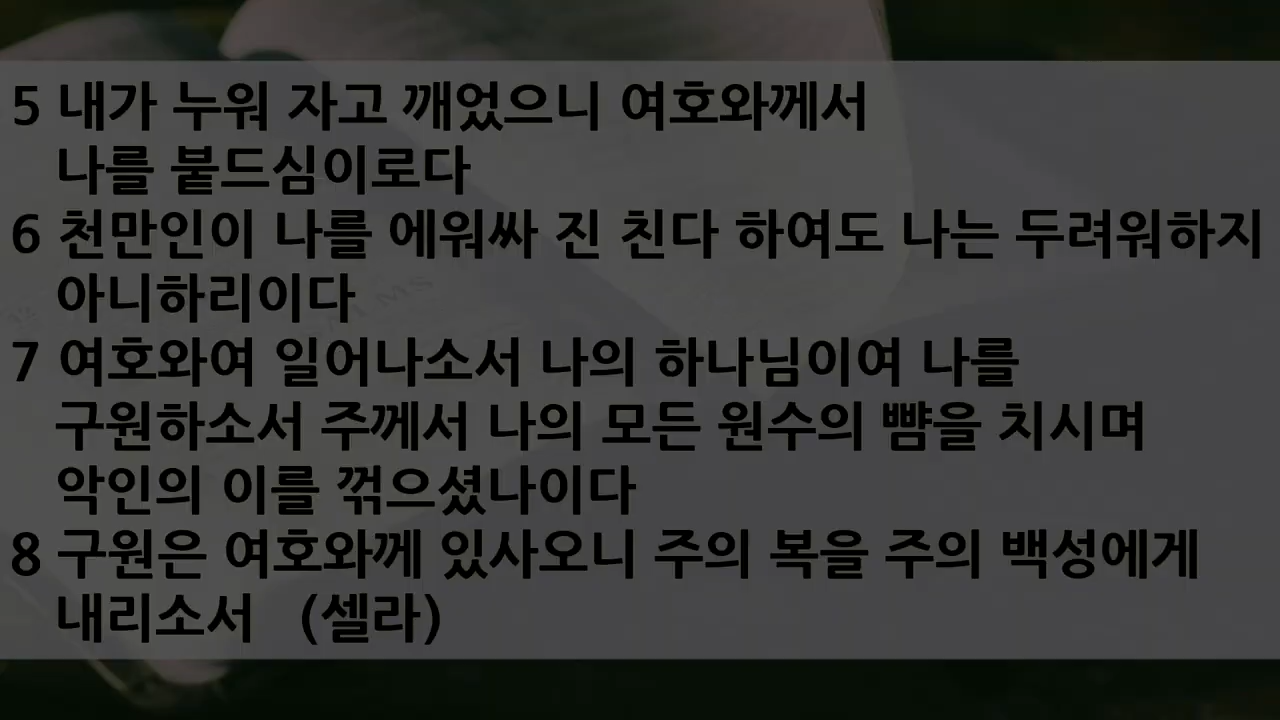 5 내가 누워 자고 깨었으니 여호와께서
나를 붙드심이로다
6 천만인이 나를 에워싸 진 친다 하여도 나는 두려워하지
아니하리이다
7 여호와여 일어나소서 나의 하나님이여 나를
구원하소서 주께서 나의 모든 원수의 뺨을 치시며
악인의 이를 꺾으셨나이다
8 구원은 여호와께 있사오니 주의 복을 주의 백성에게
내리소서 (셀라)